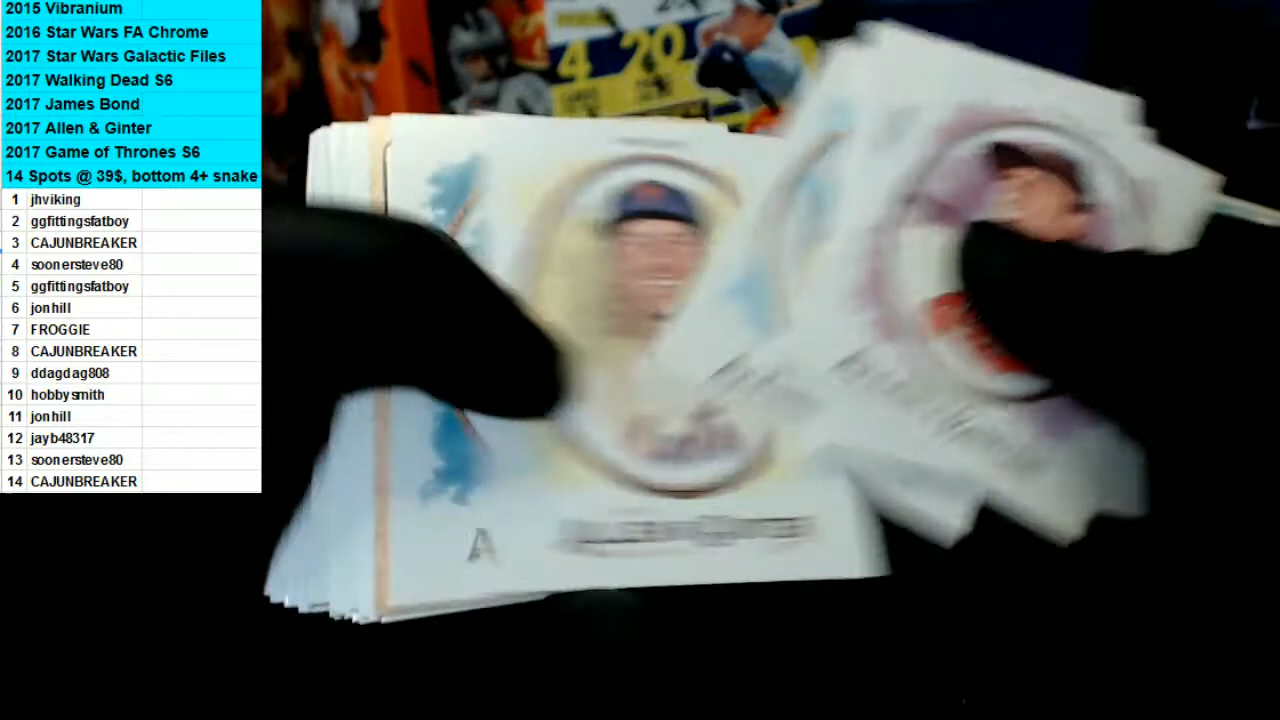 2015 Vibranium
2016 Star Wars FA Chrome
2017 Star Wars Galactic Files
2017 Walking Dead S6
2017 James Bond
2017 Allen & Ginter
2017 Game of Thrones S6
14 Spots @ 39$, bottom 4+ snake
1 jhviking
2 ggfittingsfatboy
3 CAJUNBREAKER
4 soonersteve80
5 ggfittingsfatboy
6 jonhill
7 FROGGIE
8 CAJUNBREAKER
9 ddagdag808
10 hobbysmith
11 jonhill
12 jayb48317
13 soonersteve80
14 CAJUNBREAKER
4 20